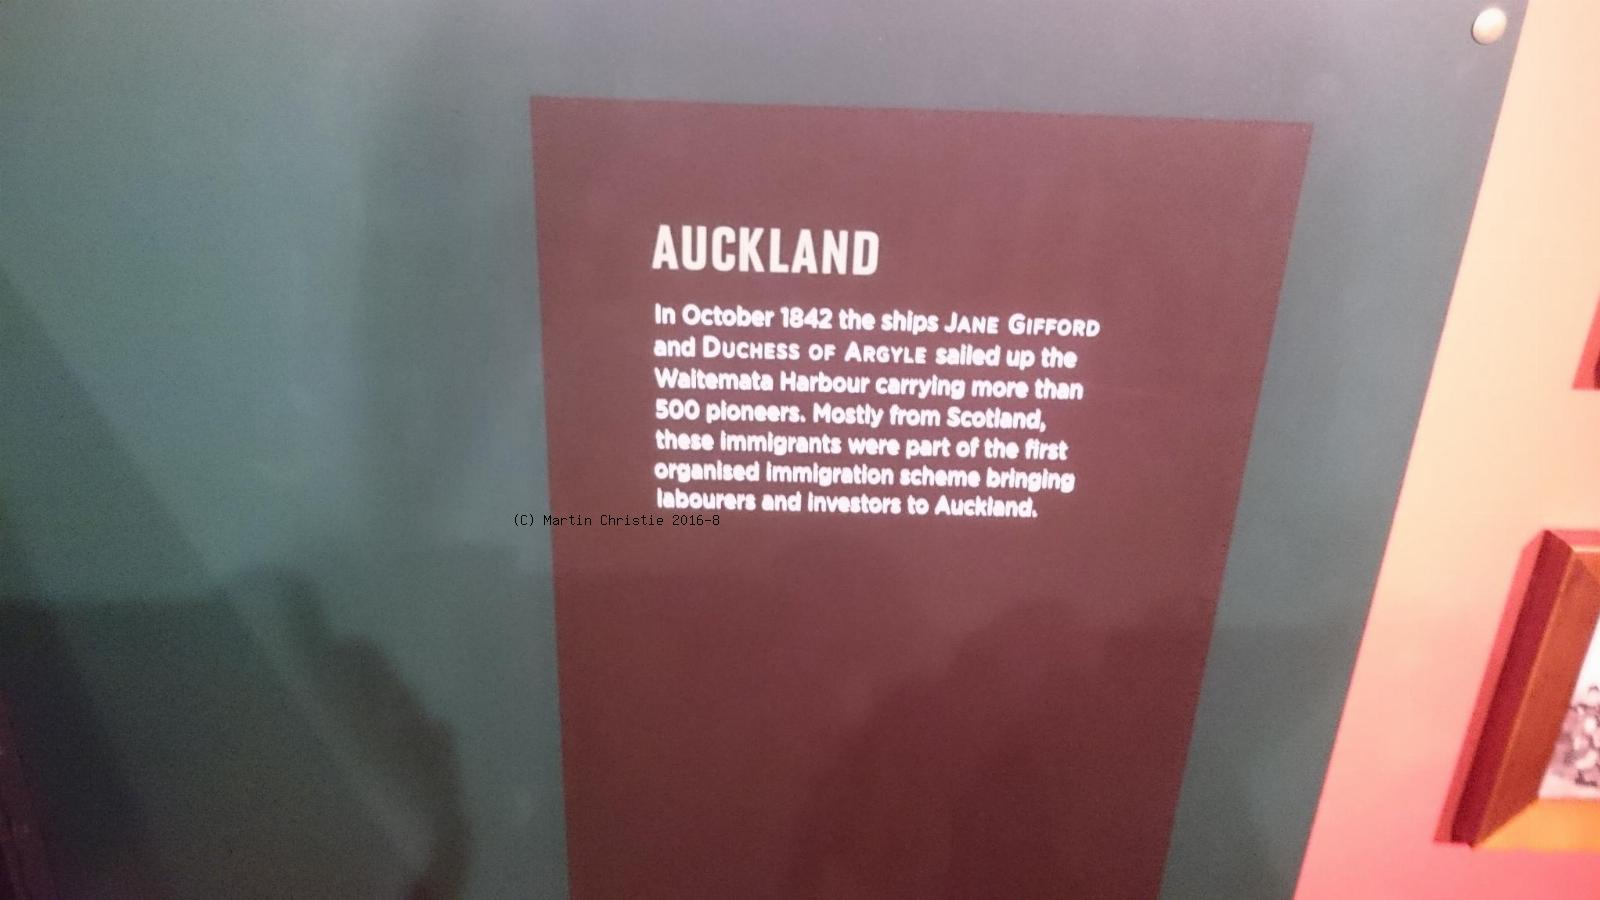 AUCKLAND
In October 1842 the ships JANE GIFFORD
and DUCHESS OF ARGYLE sailed up the
Waitemata Harbour carrying more than
500 pioneers. Mostly from Scotland,
these immigrants were part of the first
organised immigration scheme bringing
labourers and investors to Auckland.
(C) Martin Christie 2016-8